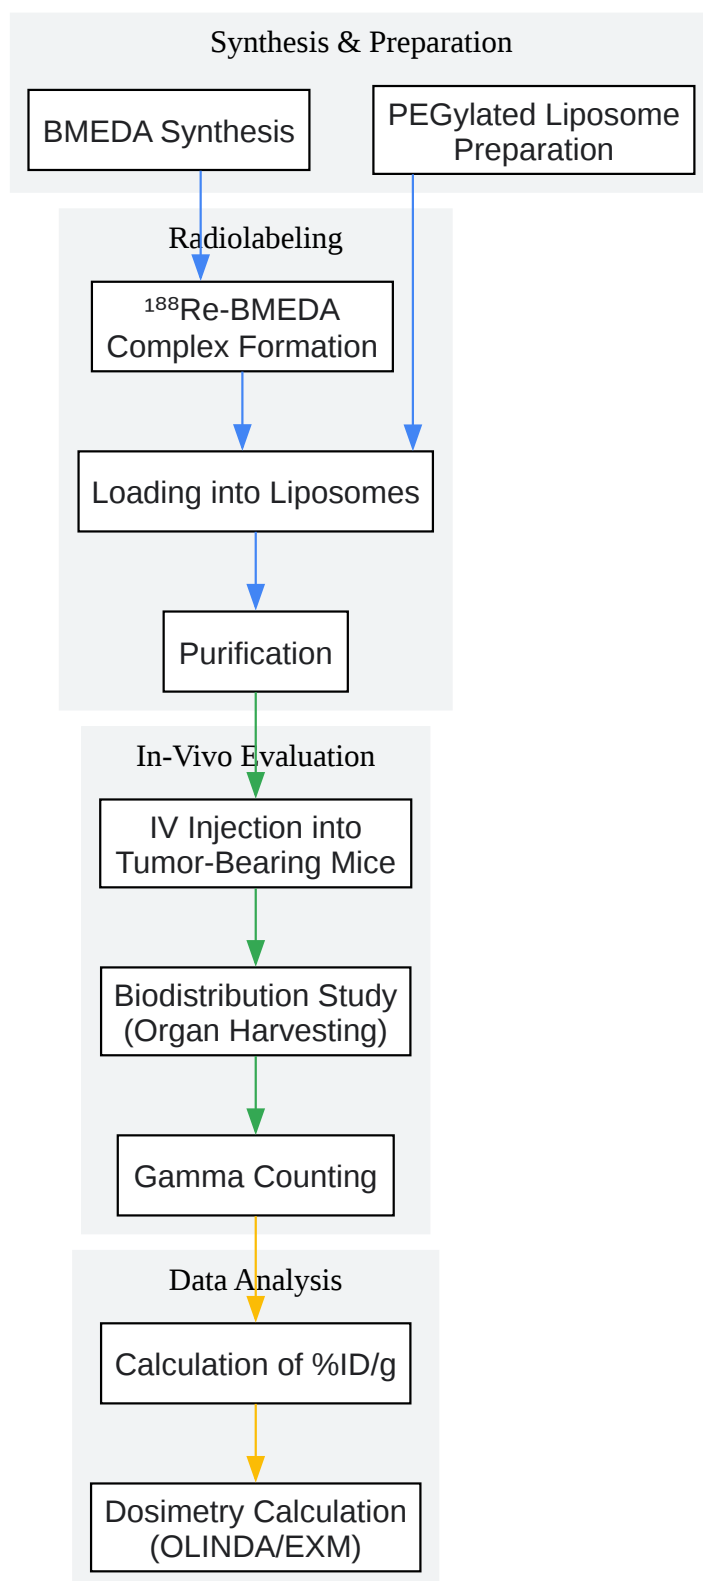 Synthesis & Preparation
BMEDA Synthesis
PEGylated Liposome
Preparation
Radiolabeling
¹⁸⁸Re-BMEDA
Complex Formation
Loading into Liposomes
Purification
In-Vivo Evaluation
IV Injection into
Tumor-Bearing Mice
Biodistribution Study
(Organ Harvesting)
Gamma Counting
Data Analysis
Calculation of %ID/g
Dosimetry Calculation
(OLINDA/EXM)